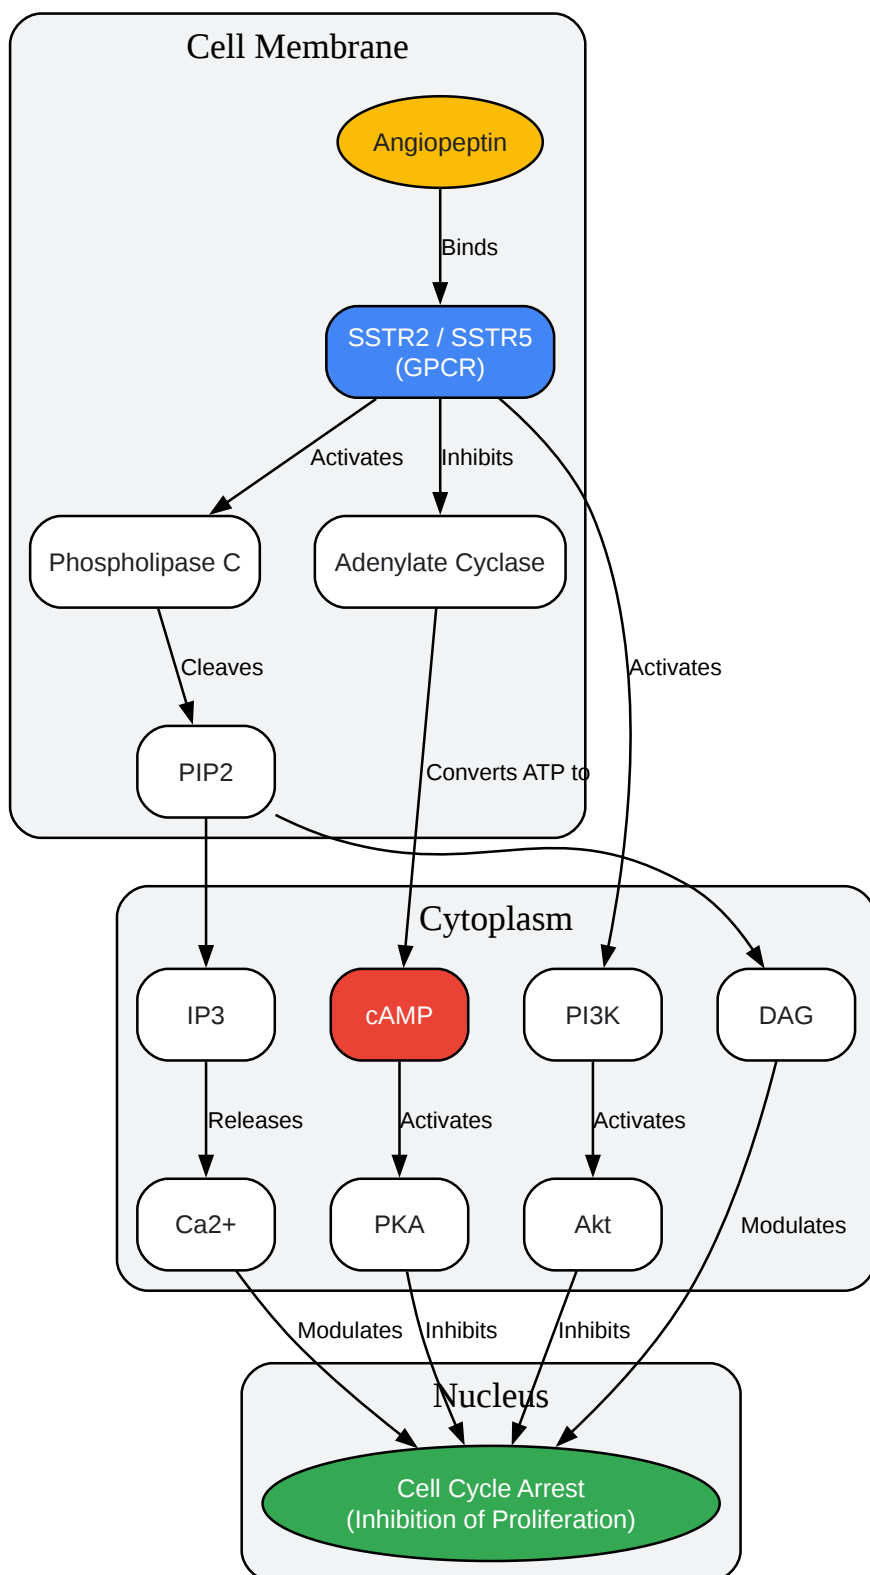 Cell Membrane
Angiopeptin
Binds
SSTR2 / SSTR5
(GPCR)
Activates
Inhibits
Phospholipase C
Adenylate Cyclase
Cleaves
Activates
PIP2
Converts ATP to
Cytoplasm
IP3
cAMP
PI3K
DAG
Releases
Activates
Activates
Ca2+
PKA
Akt
Modulates
Modulates
Inhibits
Inhibits
Nucleus
Cell Cycle Arrest
(Inhibition of Proliferation)